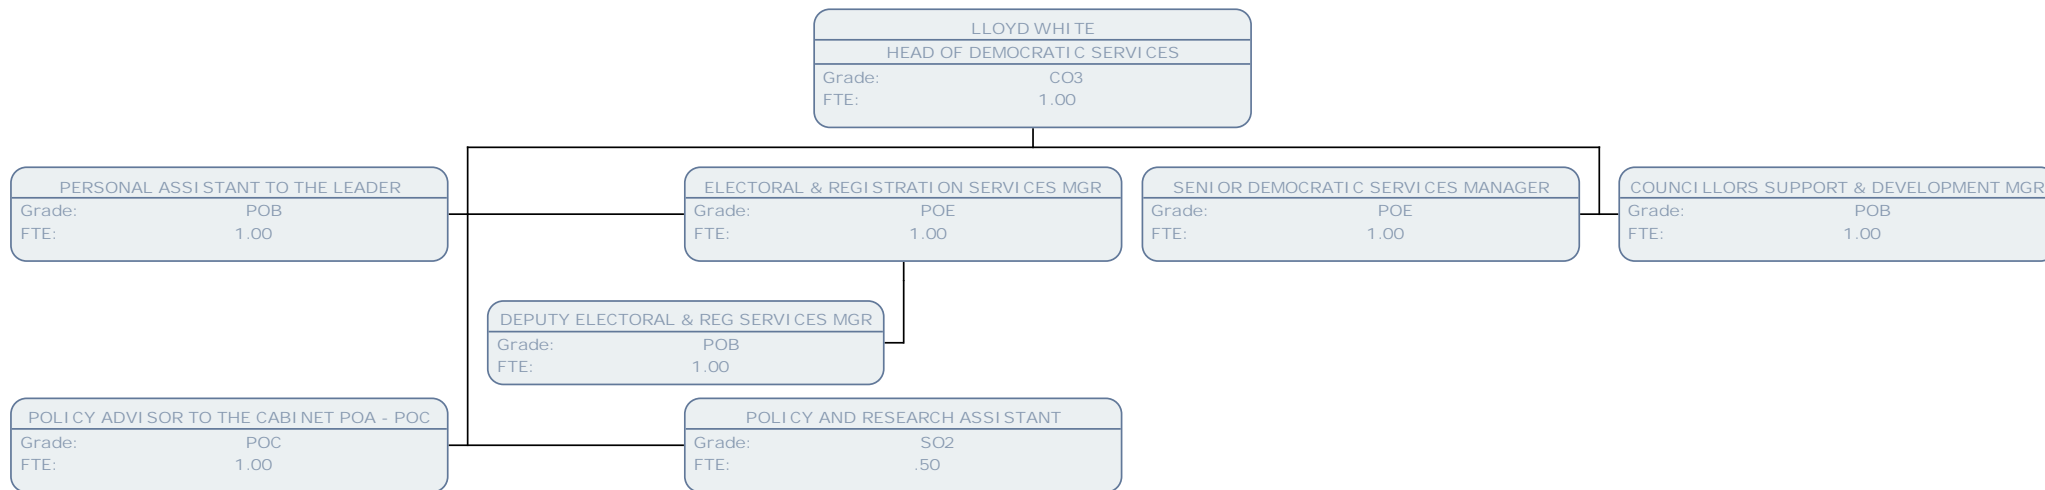 LLOYD WHITE
HEAD OF DEMOCRATIC SERVICES
Grade: CO3
FTE: 1.00
PERSONAL ASSISTANT TO THE LEADER
Grade: POB
FTE: 1.00
ELECTORAL & REGISTRATION SERVICES MGR
Grade: POE
FTE: 1.00
SENIOR DEMOCRATIC SERVICES MANAGER
Grade: POE
FTE: 1.00
COUNCILLORS SUPPORT & DEVELOPMENT MGR
Grade: POB
FTE: 1.00
DEPUTY ELECTORAL & REG SERVICES MGR
Grade: POB
FTE: 1.00
POLICY ADVISOR TO THE CABINET POA - POC
Grade: POC
FTE: 1.00
POLICY AND RESEARCH ASSISTANT
Grade: SO2
FTE: .50